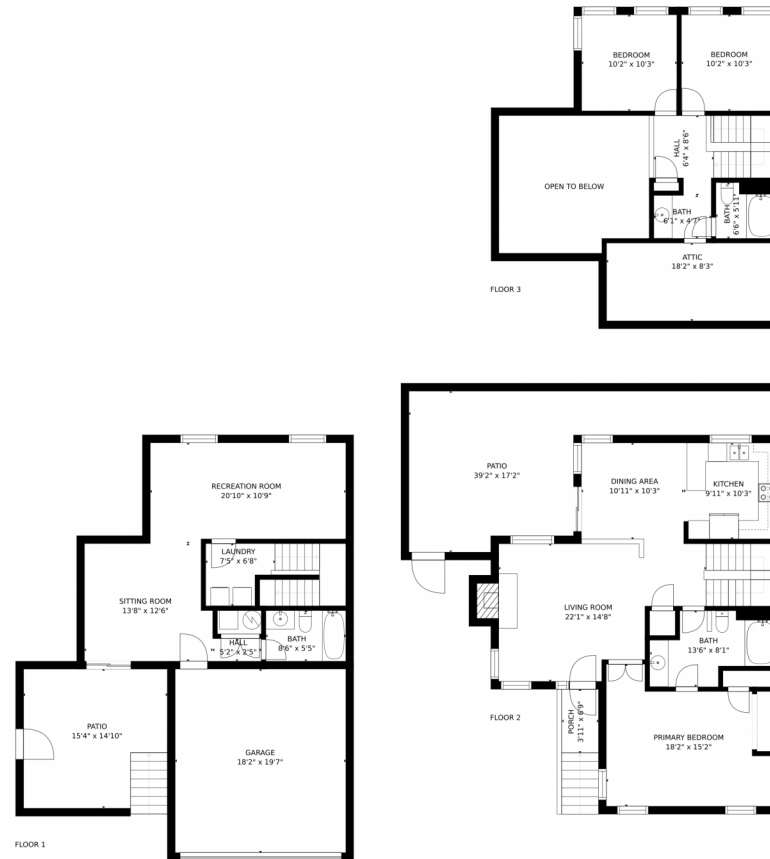 BEDROOM
10'2" x 10'3"
BEDROOM
10'2" x 10'3"
HALL
6'4" x 8'6"
OPEN TO BELOW
BATH
6'1" x 4'7"
BATH
6'6" x 5'11"
ATTIC
18'2" x 8'3"
FLOOR 3
PATIO
39'2" x 17'2"
DINING AREA
10'11" x 10'3"
KITCHEN
9'11" x 10'3"
LIVING ROOM
22'1" x 14'8"
BATH
13'6" x 8'1"
PORCH
3'11" x 6'9"
PRIMARY BEDROOM
18'2" x 15'2"
FLOOR 2
RECREATION ROOM
20'10" x 10'9"
LAUNDRY
7'5" x 6'8"
SITTING ROOM
13'8" x 12'6"
HALL
5'2" x 2'5"
BATH
8'6" x 5'5"
PATIO
15'4" x 14'10"
GARAGE
18'2" x 19'7"
FLOOR 1